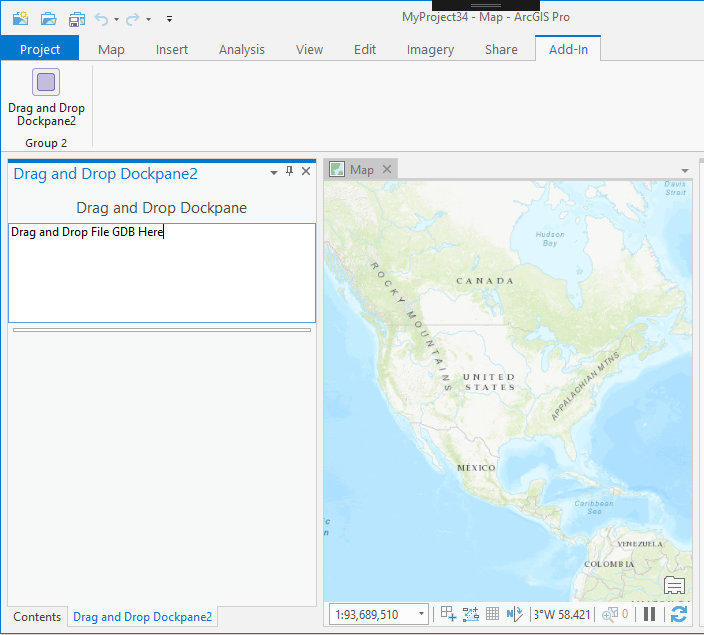 MyProject34 - Map - ArcGIS Pro
Project Map Insert Analysis View Edit Imagery Share Add-In
Drag and Drop
Dockpane2
Group 2
Drag and Drop Dockpane2
Map
Drag and Drop Dockpane
Drag and Drop File GDB Here
Davis
Strait
Hudson
Bay
CANADA
ROCKY MOUNTAINS
UNITED
STATES
APPALACHIAN MTNS
MEXICO
Caribbean
Sea
VENEZUELA
COLOMBIA
1:93,689,510
3°W 58.421
0
Contents Drag and Drop Dockpane2